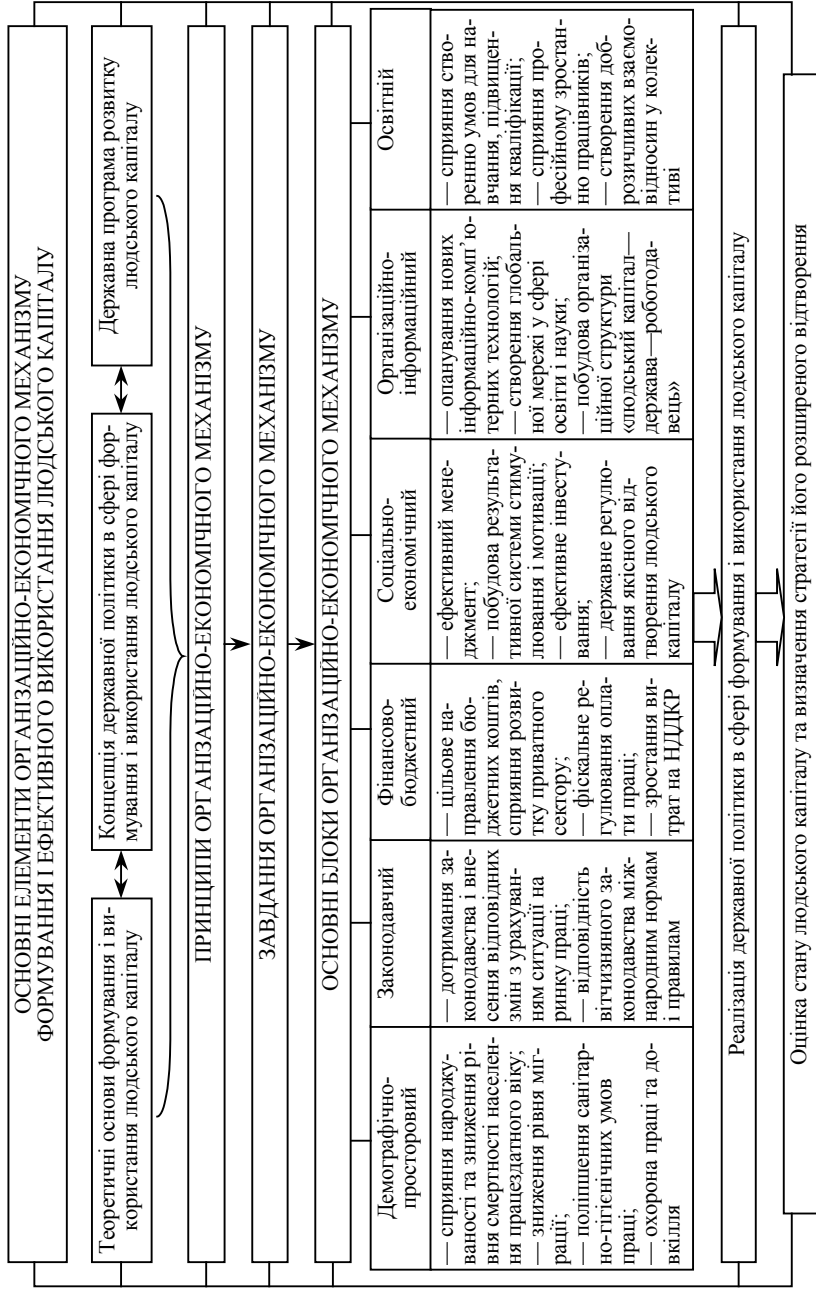 ОСНОВНІ ЕЛЕМЕНТИ ОРГАНІЗАЦІЙНО-ЕКОНОМІЧНОГО МЕХАНІЗМУ
ФОРМУВАННЯ І ЕФЕКТИВНОГО ВИКОРИСТАННЯ ЛЮДСЬКОГО КАПІТАЛУ
Теоретичні основи формування і ви-
користання людського капіталу
Концепція державної політики в сфері фор-
мування і використання людського капіталу
Державна програма розвитку
людського капіталу
ПРИНЦИПИ ОРГАНІЗАЦІЙНО-ЕКОНОМІЧНОГО МЕХАНІЗМУ
ЗАВДАННЯ ОРГАНІЗАЦІЙНО-ЕКОНОМІЧНОГО МЕХАНІЗМУ
ОСНОВНІ БЛОКИ ОРГАНІЗАЦІЙНО-ЕКОНОМІЧНОГО МЕХАНІЗМУ
Демографічно-
просторовий
— сприяння народжу-
ваності та зниження рі-
вня смертності населен-
ня працездатного віку;
— зниження рівня міг-
рації;
— поліпшення санітар-
но-гігієнічних умов
праці;
— охорона праці та до-
вкілля
Законодавчий
— дотримання за-
конодавства і вне-
сення відповідних
змін з урахуван-
ням ситуації на
ринку праці;
— відповідність
вітчизняного за-
конодавства між-
народним нормам
і правилам
Фінансово-
бюджетний
— цільове на-
правлення бю-
джетних коштів,
сприяння розви-
тку приватного
сектору;
— фіскальне ре-
гулювання опла-
ти праці;
— зростання ви-
трат на НДДКР
Соціально-
економічний
— ефективний мене-
джмент;
— побудова результа-
тивної системи стиму-
лювання і мотивації;
— ефективне інвесту-
вання;
— державне регулю-
вання якісного від-
творення людського
капіталу
Організаційно-
інформаційний
— опанування нових
інформаційно-комп’ю-
терних технологій;
— створення глобаль-
ної мережі у сфері
освіти і науки;
— побудова організа-
ційної структури
«людський капітал—
держава—роботода-
вець»
Освітній
— сприяння ство-
ренню умов для на-
вчання, підвищен-
ня кваліфікації;
— сприяння про-
фесійному зростан-
ню працівників;
— створення доб-
розичливих взаємо-
відносин у колек-
тиві
Реалізація державної політики в сфері формування і використання людського капіталу
Оцінка стану людського капіталу та визначення стратегії його розширеного відтворення